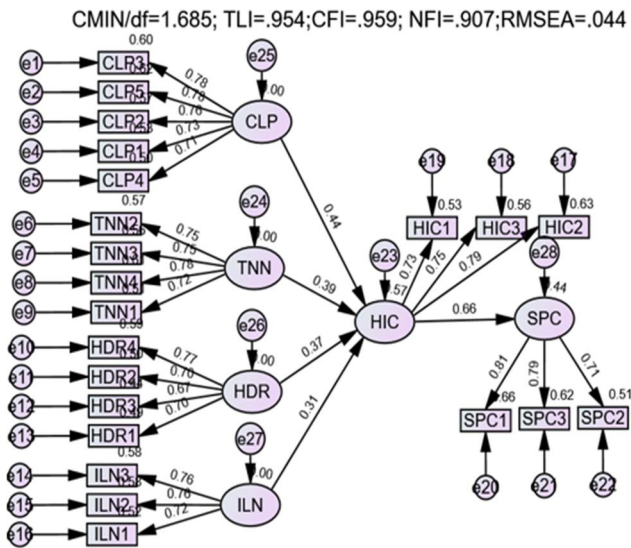 CMIN/df=1.685; TLI=.954;CFI=.959; NFI=.907;RMSEA=.044
0.60
e1 CLP3 0.78 e25
e2 CLP5 0.78 .00
e3 CLP2 0.76 CLP
e4 CLP1 0.73
e5 CLP4 0.71
0.44
e19 e18 e17
0.53 0.56 0.63
HIC1 HIC3 HIC2
0.73 0.75 0.79
0.57
e6 TNN2 0.75 e24
e7 TNN3 0.75 .00
e8 TNN4 0.78 TNN
e9 TNN1 0.72
0.39
e23 .57 HIC
0.66
e28 .44 SPC
0.59
e10 HDR4 0.77 e26
e11 HDR2 0.70 .00
e12 HDR3 0.67 HDR
e13 HDR1 0.70
0.37
0.81 0.79 0.71
.66 0.62 0.51
SPC1 SPC3 SPC2
e20 e21 e22
0.58
e14 ILN3 0.76 e27
e15 ILN2 0.76 .00
e16 ILN1 0.72 ILN
0.52
0.31